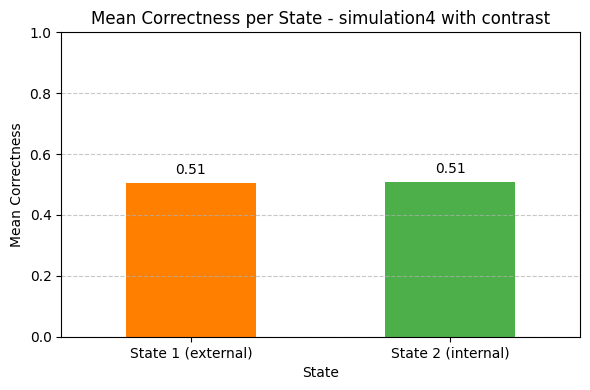 Mean Correctness per State - simulation4 with contrast
1.0
0.8
0.6
0.4
0.2
0.0
Mean Correctness
0.51
0.51
State 1 (external)
State 2 (internal)
State